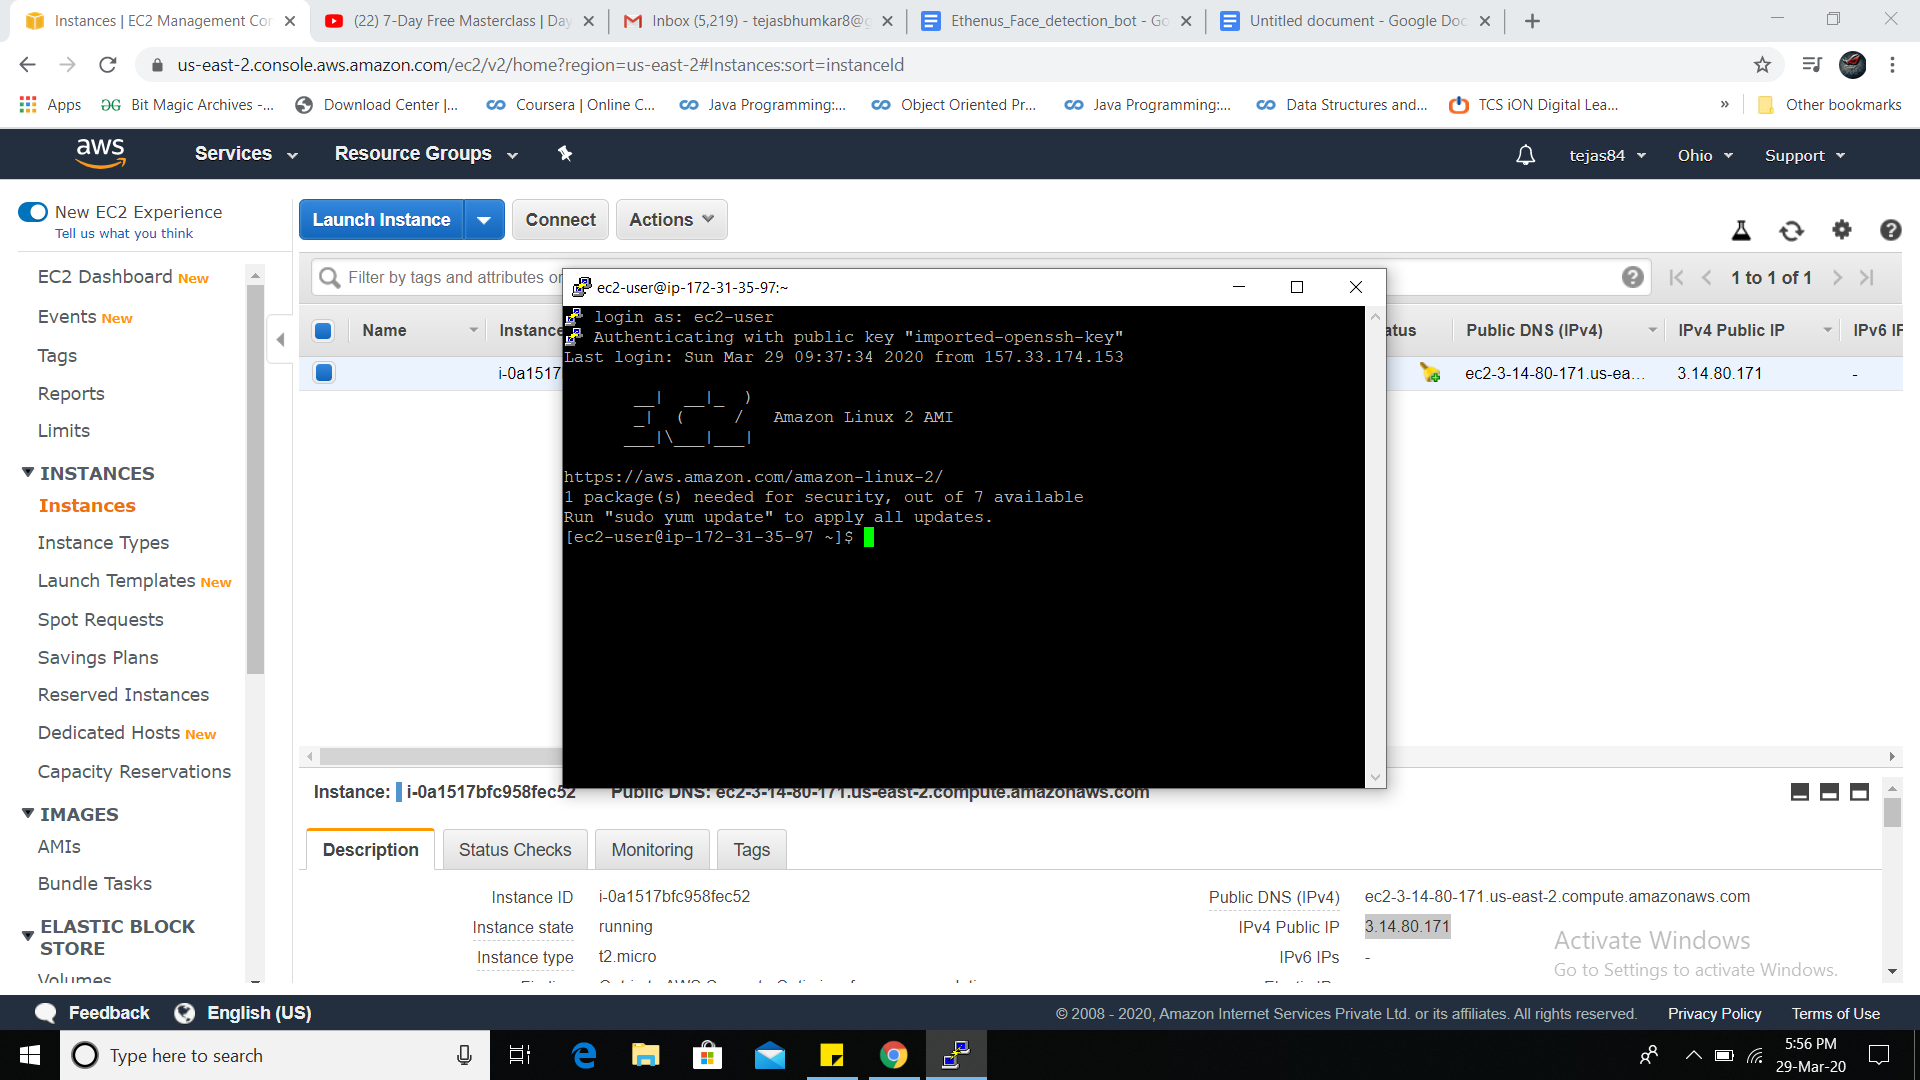 Instances | EC2 Management Con
(22) 7-Day Free Masterclass | Day
Inbox (5,219) - tejasbhumkar8@g
Ethenus_Face_detection_bot - Go
Untitled document - Google Doc
us-east-2.console.aws.amazon.com/ec2/v2/home?region=us-east-2#Instances:sort=instanceId
Apps
Bit Magic Archives -...
Download Center |...
Coursera | Online C...
Java Programming:...
Object Oriented Pr...
Java Programming:...
Data Structures and...
TCS iON Digital Lea...
»
Other bookmarks
aws
Services
Resource Groups
tejas84
Ohio
Support
New EC2 Experience
Tell us what you think
EC2 Dashboard New
Events New
Tags
Reports
Limits
INSTANCES
Instances
Instance Types
Launch Templates New
Spot Requests
Savings Plans
Reserved Instances
Dedicated Hosts New
Capacity Reservations
IMAGES
AMIs
Bundle Tasks
ELASTIC BLOCK
STORE
Volumes
Launch Instance
Connect
Actions
Filter by tags and attributes or
1 to 1 of 1
Name
Instance
atus
Public DNS (IPv4)
IPv4 Public IP
IPv6 IP
i-0a1517
ec2-3-14-80-171.us-ea...
3.14.80.171
-
ec2-user@ip-172-31-35-97:~
login as: ec2-user
Authenticating with public key "imported-openssh-key"
Last login: Sun Mar 29 09:37:34 2020 from 157.33.174.153
__|  __|_  )
_|  (     /   Amazon Linux 2 AMI
___|\___|___|
https://aws.amazon.com/amazon-linux-2/
1 package(s) needed for security, out of 7 available
Run "sudo yum update" to apply all updates.
[ec2-user@ip-172-31-35-97 ~]$
Instance: i-0a1517bfc958fec52
Public DNS: ec2-3-14-80-171.us-east-2.compute.amazonaws.com
Description
Status Checks
Monitoring
Tags
Instance ID i-0a1517bfc958fec52
Instance state running
Instance type t2.micro
Public DNS (IPv4) ec2-3-14-80-171.us-east-2.compute.amazonaws.com
IPv4 Public IP 3.14.80.171
IPv6 IPs -
Activate Windows
Go to Settings to activate Windows.
Feedback
English (US)
© 2008 - 2020, Amazon Internet Services Private Ltd. or its affiliates. All rights reserved.
Privacy Policy
Terms of Use
Type here to search
5:56 PM
29-Mar-20